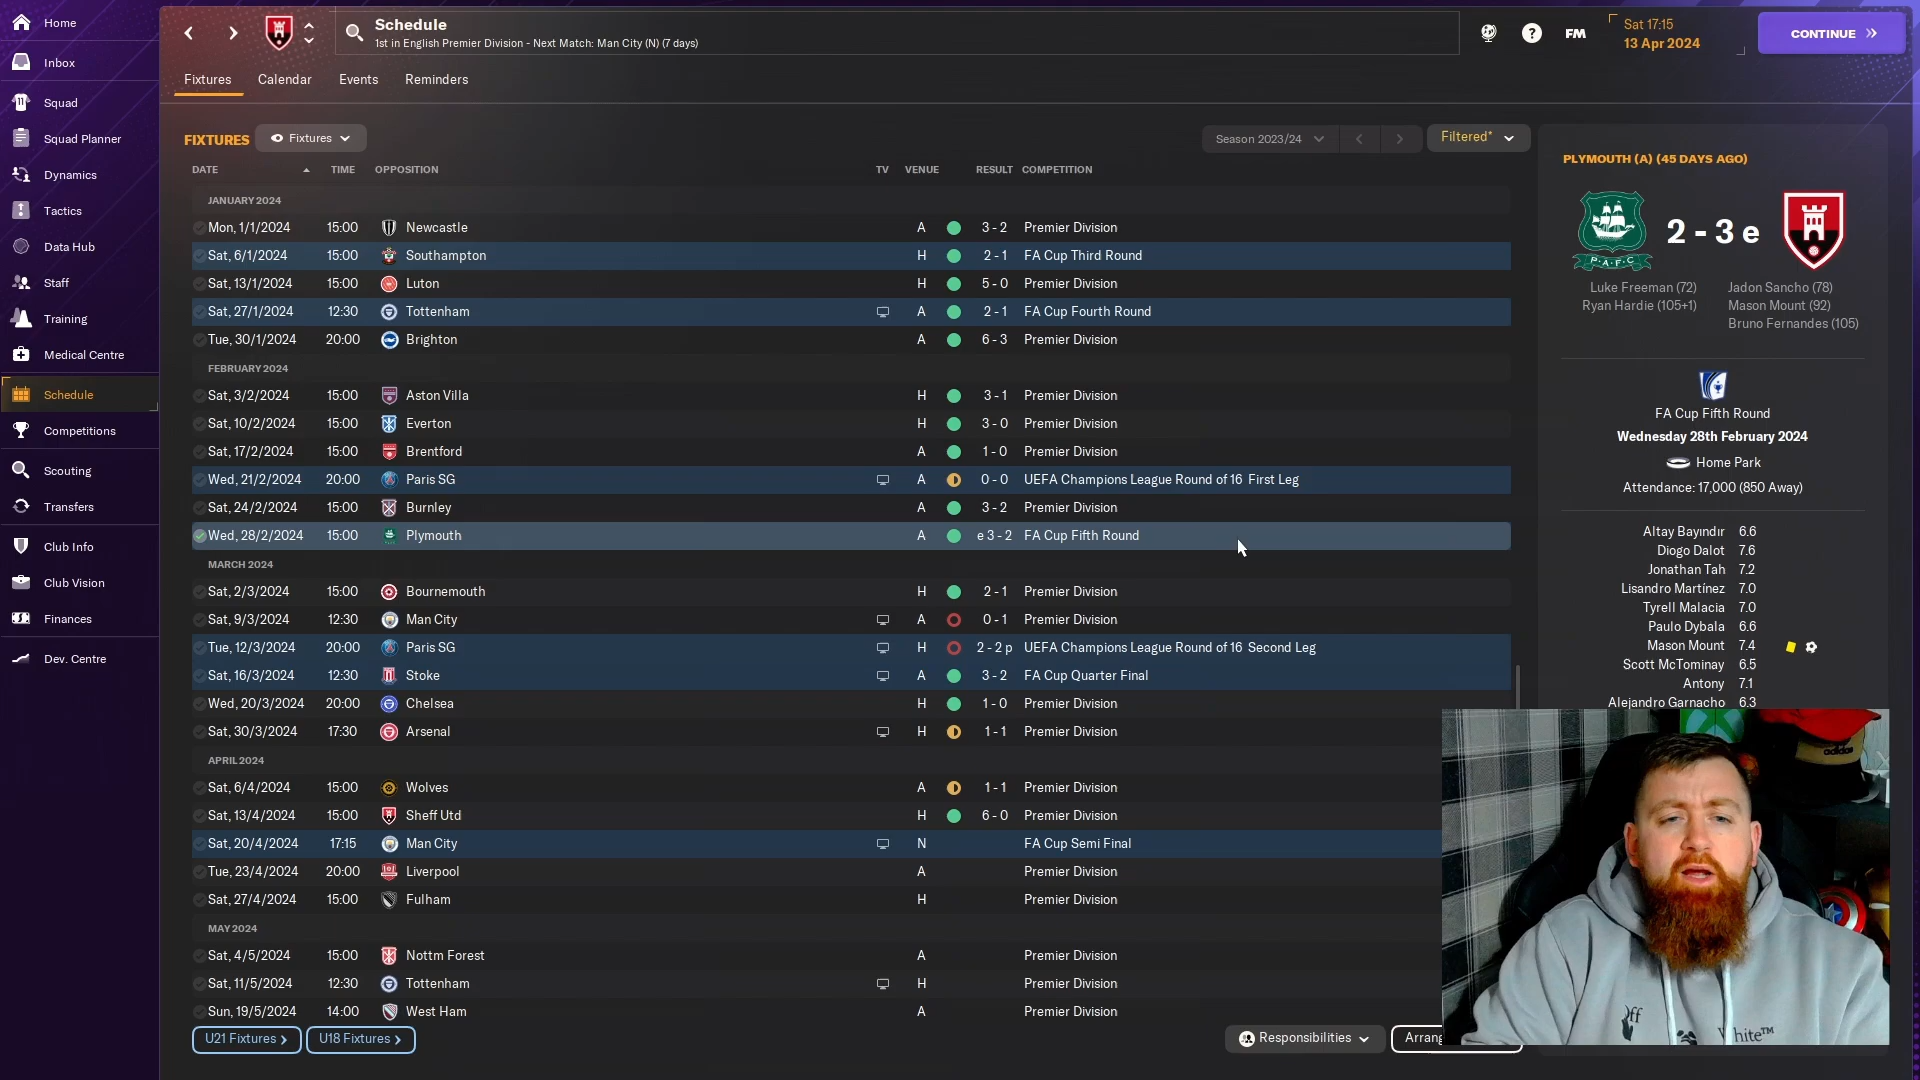 Home
Inbox
Squad
Squad Planner
Dynamics
Tactics
Data Hub
Staff
Training
Medical Centre
Schedule
Competitions
Scouting
Transfers
Club Info
Club Vision
Finances
Dev. Centre
Schedule
1st in English Premier Division - Next Match: Man City (N) (7 days)
? FM
Sat 17:15
13 Apr 2024
CONTINUE
Fixtures Calendar Events Reminders
FIXTURES Fixtures Season 2023/24 Filtered*
DATE TIME OPPOSITION TV VENUE RESULT COMPETITION
JANUARY 2024
Mon, 1/1/2024 15:00 Newcastle A 3 - 2 Premier Division
Sat, 6/1/2024 15:00 Southampton H 2 - 1 FA Cup Third Round
Sat, 13/1/2024 15:00 Luton H 5 - 0 Premier Division
Sat, 27/1/2024 12:30 Tottenham A 2 - 1 FA Cup Fourth Round
Tue, 30/1/2024 20:00 Brighton A 6 - 3 Premier Division
FEBRUARY 2024
Sat, 3/2/2024 15:00 Aston Villa H 3 - 1 Premier Division
Sat, 10/2/2024 15:00 Everton H 3 - 0 Premier Division
Sat, 17/2/2024 15:00 Brentford A 1 - 0 Premier Division
Wed, 21/2/2024 20:00 Paris SG A 0 - 0 UEFA Champions League Round of 16 First Leg
Sat, 24/2/2024 15:00 Burnley A 3 - 2 Premier Division
Wed, 28/2/2024 15:00 Plymouth A e 3 - 2 FA Cup Fifth Round
MARCH 2024
Sat, 2/3/2024 15:00 Bournemouth H 2 - 1 Premier Division
Sat, 9/3/2024 12:30 Man City A 0 - 1 Premier Division
Tue, 12/3/2024 20:00 Paris SG H 2 - 2 p UEFA Champions League Round of 16 Second Leg
Sat, 16/3/2024 12:30 Stoke A 3 - 2 FA Cup Quarter Final
Wed, 20/3/2024 20:00 Chelsea H 1 - 0 Premier Division
Sat, 30/3/2024 17:30 Arsenal H 1 - 1 Premier Division
APRIL 2024
Sat, 6/4/2024 15:00 Wolves A 1 - 1 Premier Division
Sat, 13/4/2024 15:00 Sheff Utd H 6 - 0 Premier Division
Sat, 20/4/2024 17:15 Man City N FA Cup Semi Final
Tue, 23/4/2024 20:00 Liverpool A Premier Division
Sat, 27/4/2024 15:00 Fulham H Premier Division
MAY 2024
Sat, 4/5/2024 15:00 Nottm Forest A Premier Division
Sat, 11/5/2024 12:30 Tottenham H Premier Division
Sun, 19/5/2024 14:00 West Ham A Premier Division
U21 Fixtures U18 Fixtures Responsibilities Arran
PLYMOUTH (A) (45 DAYS AGO)
P.A.F.C
2 - 3 e
Luke Freeman (72) Jadon Sancho (78)
Ryan Hardie (105+1) Mason Mount (92)
Bruno Fernandes (105)
FA Cup Fifth Round
Wednesday 28th February 2024
Home Park
Attendance: 17,000 (850 Away)
Altay Bayındır 6.6
Diogo Dalot 7.6
Jonathan Tah 7.2
Lisandro Martínez 7.0
Tyrell Malacia 7.0
Paulo Dybala 6.6
Mason Mount 7.4
Scott McTominay 6.5
Antony 7.1
Alejandro Garnacho 6.3